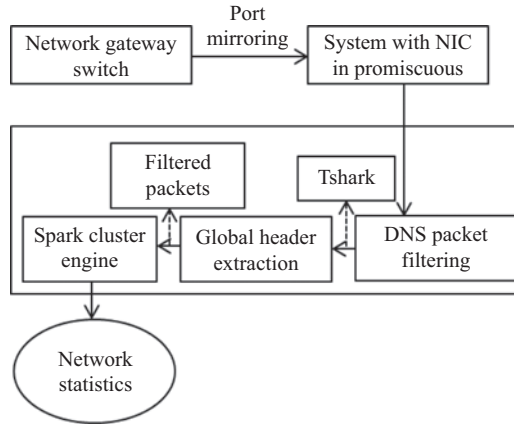 Port
mirroring
Network gateway
switch
System with NIC
in promiscuous
Filtered
packets
Tshark
Spark cluster
engine
Global header
extraction
DNS packet
filtering
Network
statistics